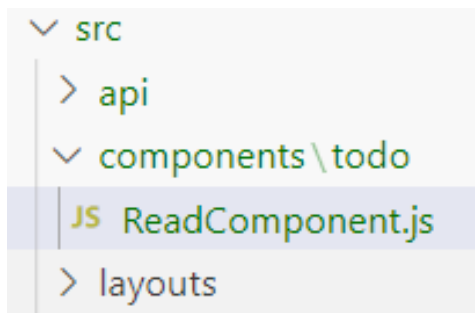 src
api
components\todo
JS ReadComponent.js
layouts